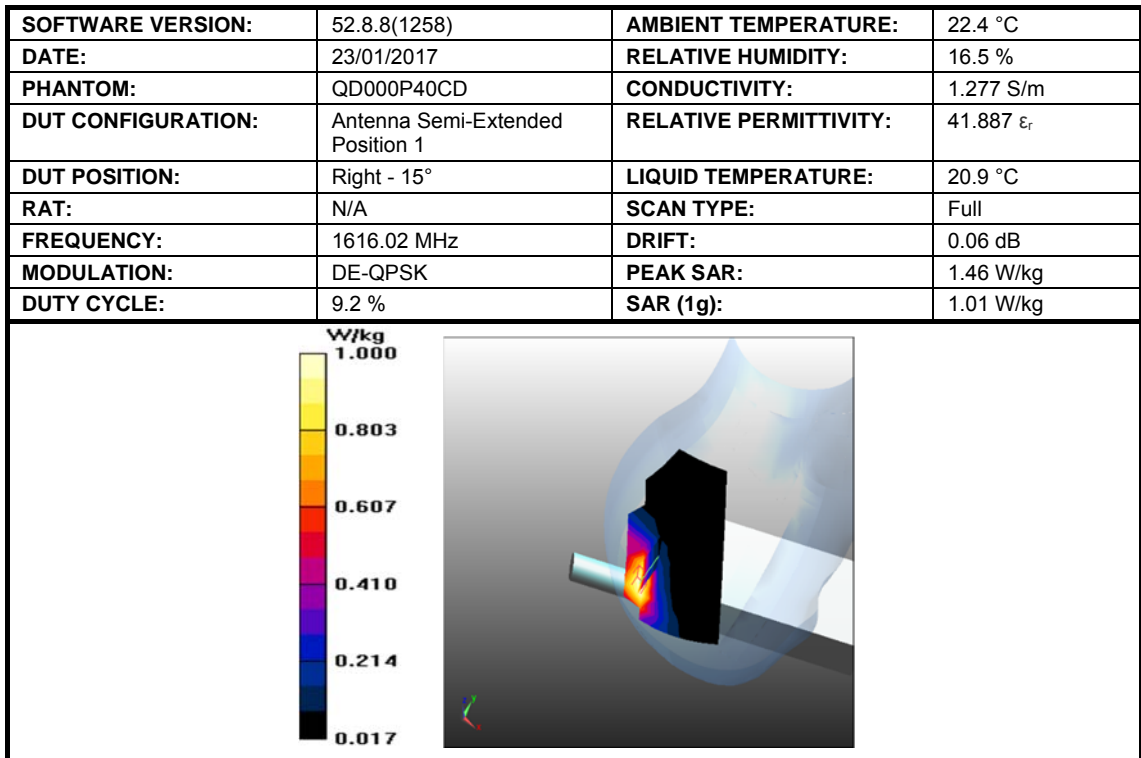 SOFTWARE VERSION: 52.8.8(1258) AMBIENT TEMPERATURE: 22.4 °C
DATE: 23/01/2017 RELATIVE HUMIDITY: 16.5 %
PHANTOM: QD000P40CD CONDUCTIVITY: 1.277 S/m
DUT CONFIGURATION: Antenna Semi-Extended RELATIVE PERMITTIVITY: 41.887 εᵣ
Position 1
DUT POSITION: Right - 15° LIQUID TEMPERATURE: 20.9 °C
RAT: N/A SCAN TYPE: Full
FREQUENCY: 1616.02 MHz DRIFT: 0.06 dB
MODULATION: DE-QPSK PEAK SAR: 1.46 W/kg
DUTY CYCLE: 9.2 % SAR (1g): 1.01 W/kg
W/kg
1.000
0.803
0.607
0.410
0.214
0.017
z y
x